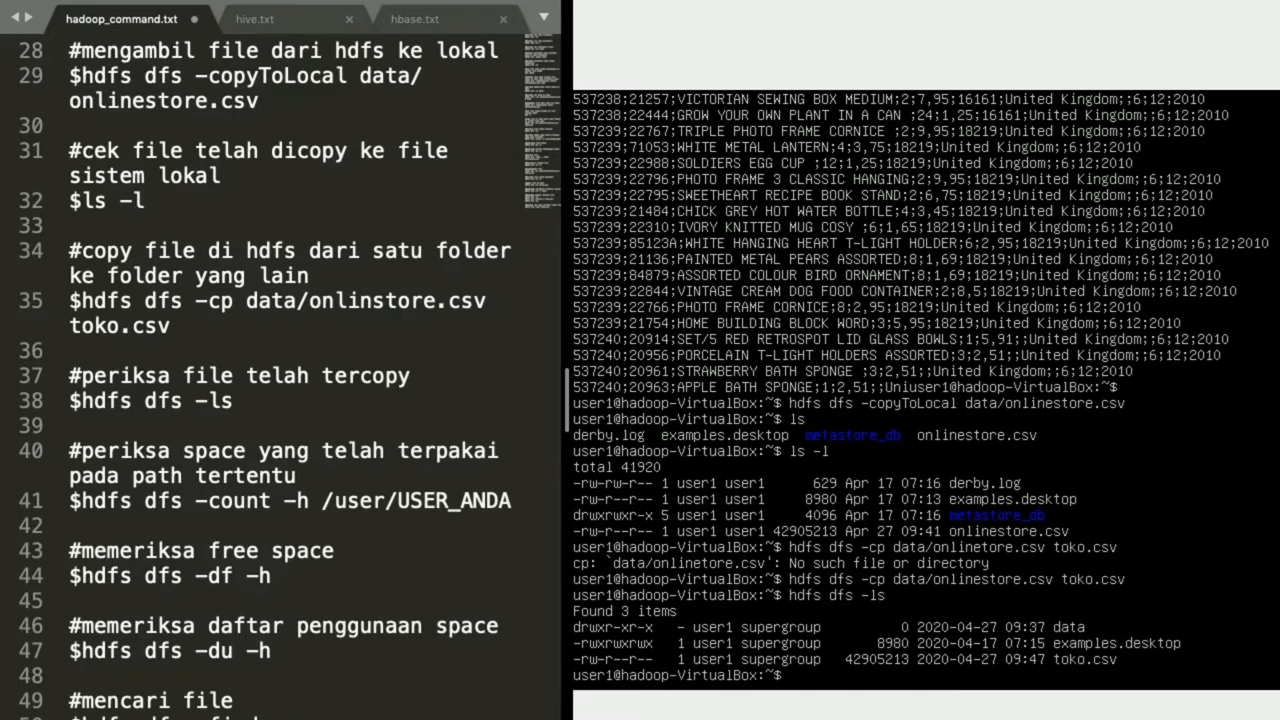 hadoop_command.txt
hive.txt
hbase.txt
28 #mengambil file dari hdfs ke lokal
29 $hdfs dfs -copyToLocal data/
onlinestore.csv
30
31 #cek file telah dicopy ke file
sistem lokal
32 $ls -l
33
34 #copy file di hdfs dari satu folder
ke folder yang lain
35 $hdfs dfs -cp data/onlinstore.csv
toko.csv
36
37 #periksa file telah tercopy
38 $hdfs dfs -ls
39
40 #periksa space yang telah terpakai
pada path tertentu
41 $hdfs dfs -count -h /user/USER_ANDA
42
43 #memeriksa free space
44 $hdfs dfs -df -h
45
46 #memeriksa daftar penggunaan space
47 $hdfs dfs -du -h
48
49 #mencari file
537238;21257;VICTORIAN SEWING BOX MEDIUM;2;7,95;16161;United Kingdom;;6;12;2010
537238;22444;GROW YOUR OWN PLANT IN A CAN ;24;1,25;16161;United Kingdom;;6;12;2010
537239;22767;TRIPLE PHOTO FRAME CORNICE ;2;9,95;18219;United Kingdom;;6;12;2010
537239;71053;WHITE METAL LANTERN;4;3,75;18219;United Kingdom;;6;12;2010
537239;22988;SOLDIERS EGG CUP ;12;1,25;18219;United Kingdom;;6;12;2010
537239;22796;PHOTO FRAME 3 CLASSIC HANGING;2;9,95;18219;United Kingdom;;6;12;2010
537239;22795;SWEETHEART RECIPE BOOK STAND;2;6,75;18219;United Kingdom;;6;12;2010
537239;21484;CHICK GREY HOT WATER BOTTLE;4;3,45;18219;United Kingdom;;6;12;2010
537239;22310;IVORY KNITTED MUG COSY ;6;1,65;18219;United Kingdom;;6;12;2010
537239;85123A;WHITE HANGING HEART T-LIGHT HOLDER;6;2,95;18219;United Kingdom;;6;12;2010
537239;21136;PAINTED METAL PEARS ASSORTED;8;1,69;18219;United Kingdom;;6;12;2010
537239;84879;ASSORTED COLOUR BIRD ORNAMENT;8;1,69;18219;United Kingdom;;6;12;2010
537239;22844;VINTAGE CREAM DOG FOOD CONTAINER;2;8,5;18219;United Kingdom;;6;12;2010
537239;22766;PHOTO FRAME CORNICE;8;2,95;18219;United Kingdom;;6;12;2010
537239;21754;HOME BUILDING BLOCK WORD;3;5,95;18219;United Kingdom;;6;12;2010
537240;20914;SET/5 RED RETROSPOT LID GLASS BOWLS;1;5,91;;United Kingdom;;6;12;2010
537240;20956;PORCELAIN T-LIGHT HOLDERS ASSORTED;3;2,51;;United Kingdom;;6;12;2010
537240;20961;STRAWBERRY BATH SPONGE ;3;2,51;;United Kingdom;;6;12;2010
537240;20963;APPLE BATH SPONGE;1;2,51;;Uniuser1@hadoop-VirtualBox:~$
user1@hadoop-VirtualBox:~$ hdfs dfs -copyToLocal data/onlinestore.csv
user1@hadoop-VirtualBox:~$ ls
derby.log examples.desktop metastore_db onlinestore.csv
user1@hadoop-VirtualBox:~$ ls -l
total 41920
-rw-rw-r-- 1 user1 user1 629 Apr 17 07:16 derby.log
-rw-r--r-- 1 user1 user1 8980 Apr 17 07:13 examples.desktop
drwxrwxr-x 5 user1 user1 4096 Apr 17 07:16 metastore_db
-rw-r--r-- 1 user1 user1 42905213 Apr 27 09:41 onlinestore.csv
user1@hadoop-VirtualBox:~$ hdfs dfs -cp data/onlinetore.csv toko.csv
cp: `data/onlinetore.csv': No such file or directory
user1@hadoop-VirtualBox:~$ hdfs dfs -cp data/onlinestore.csv toko.csv
user1@hadoop-VirtualBox:~$ hdfs dfs -ls
Found 3 items
drwxr-xr-x - user1 supergroup 0 2020-04-27 09:37 data
-rwxrwxrwx 1 user1 supergroup 8980 2020-04-17 07:15 examples.desktop
-rw-r--r-- 1 user1 supergroup 42905213 2020-04-27 09:47 toko.csv
user1@hadoop-VirtualBox:~$